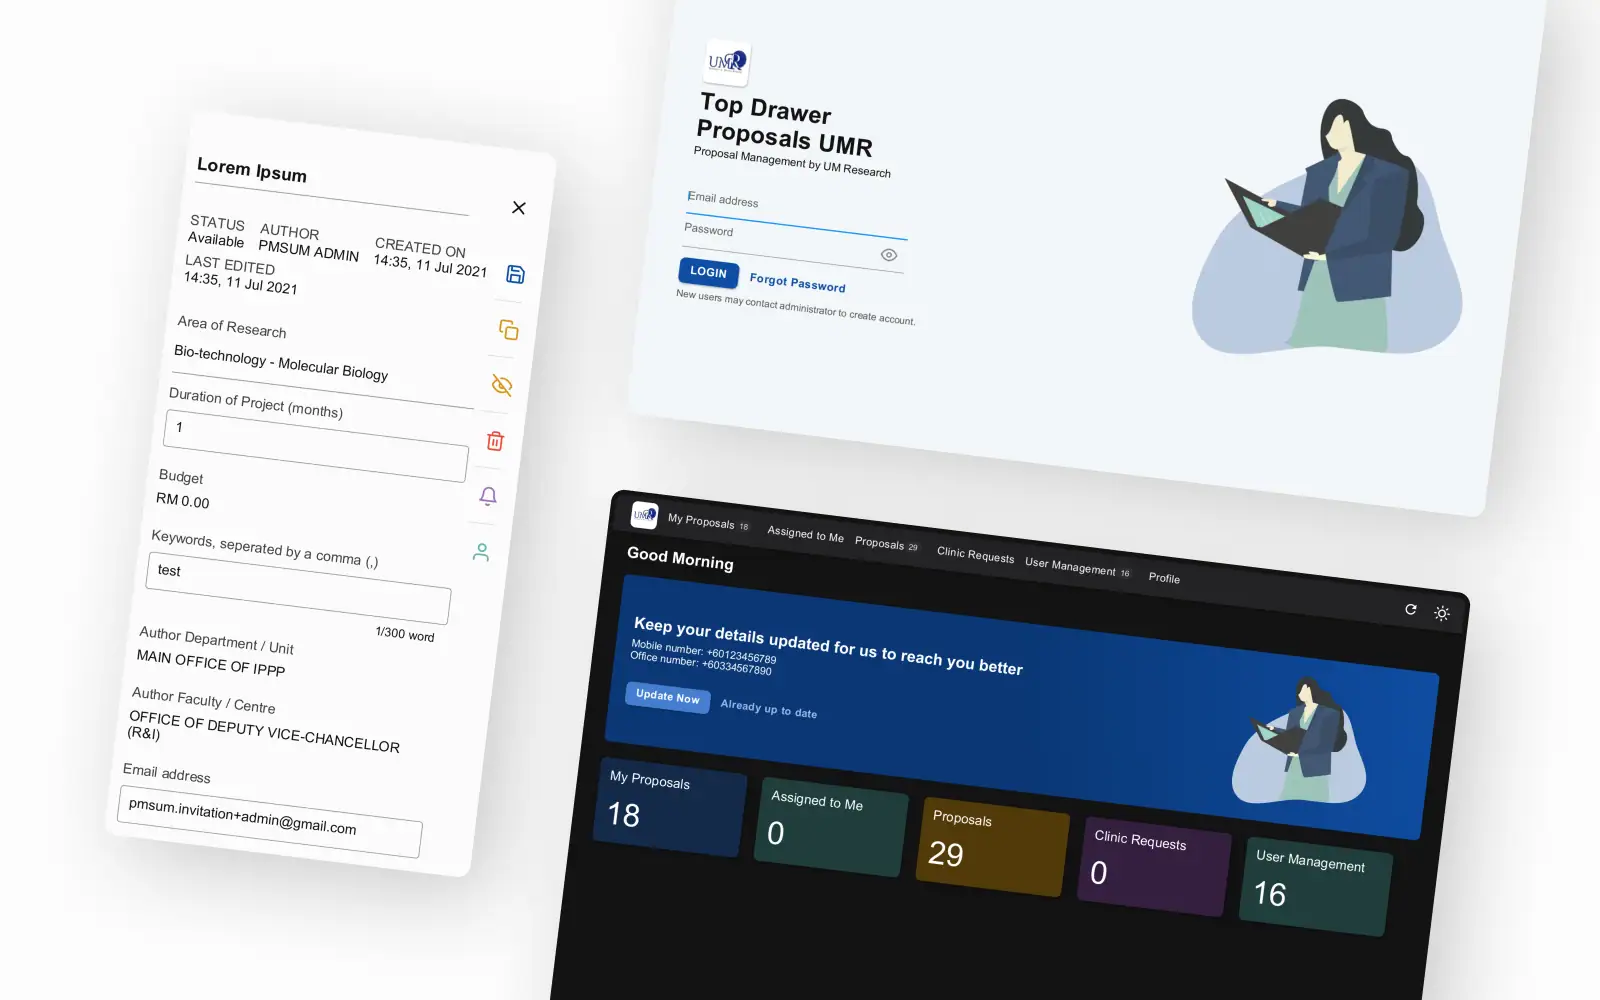 Lorem Ipsum
STATUS
Available
AUTHOR
PMSUM ADMIN
CREATED ON
14:35, 11 Jul 2021
LAST EDITED
14:35, 11 Jul 2021
Area of Research
Bio-technology - Molecular Biology
Duration of Project (months)
1
Budget
RM 0.00
Keywords, seperated by a comma (,)
test
1/300 word
Author Department / Unit
MAIN OFFICE OF IPPP
Author Faculty / Centre
OFFICE OF DEPUTY VICE-CHANCELLOR
(R&I)
Email address
pmsum.invitation+admin@gmail.com
UMR
Top Drawer
Proposals UMR
Proposal Management by UM Research
Email address
Password
LOGIN Forgot Password
New users may contact administrator to create account.
UMR
My Proposals 18 Assigned to Me Proposals 29 Clinic Requests User Management 16 Profile
Good Morning
Keep your details updated for us to reach you better
Mobile number: +60123456789
Office number: +60334567890
Update Now Already up to date
My Proposals
18
Assigned to Me
0
Proposals
29
Clinic Requests
0
User Management
16